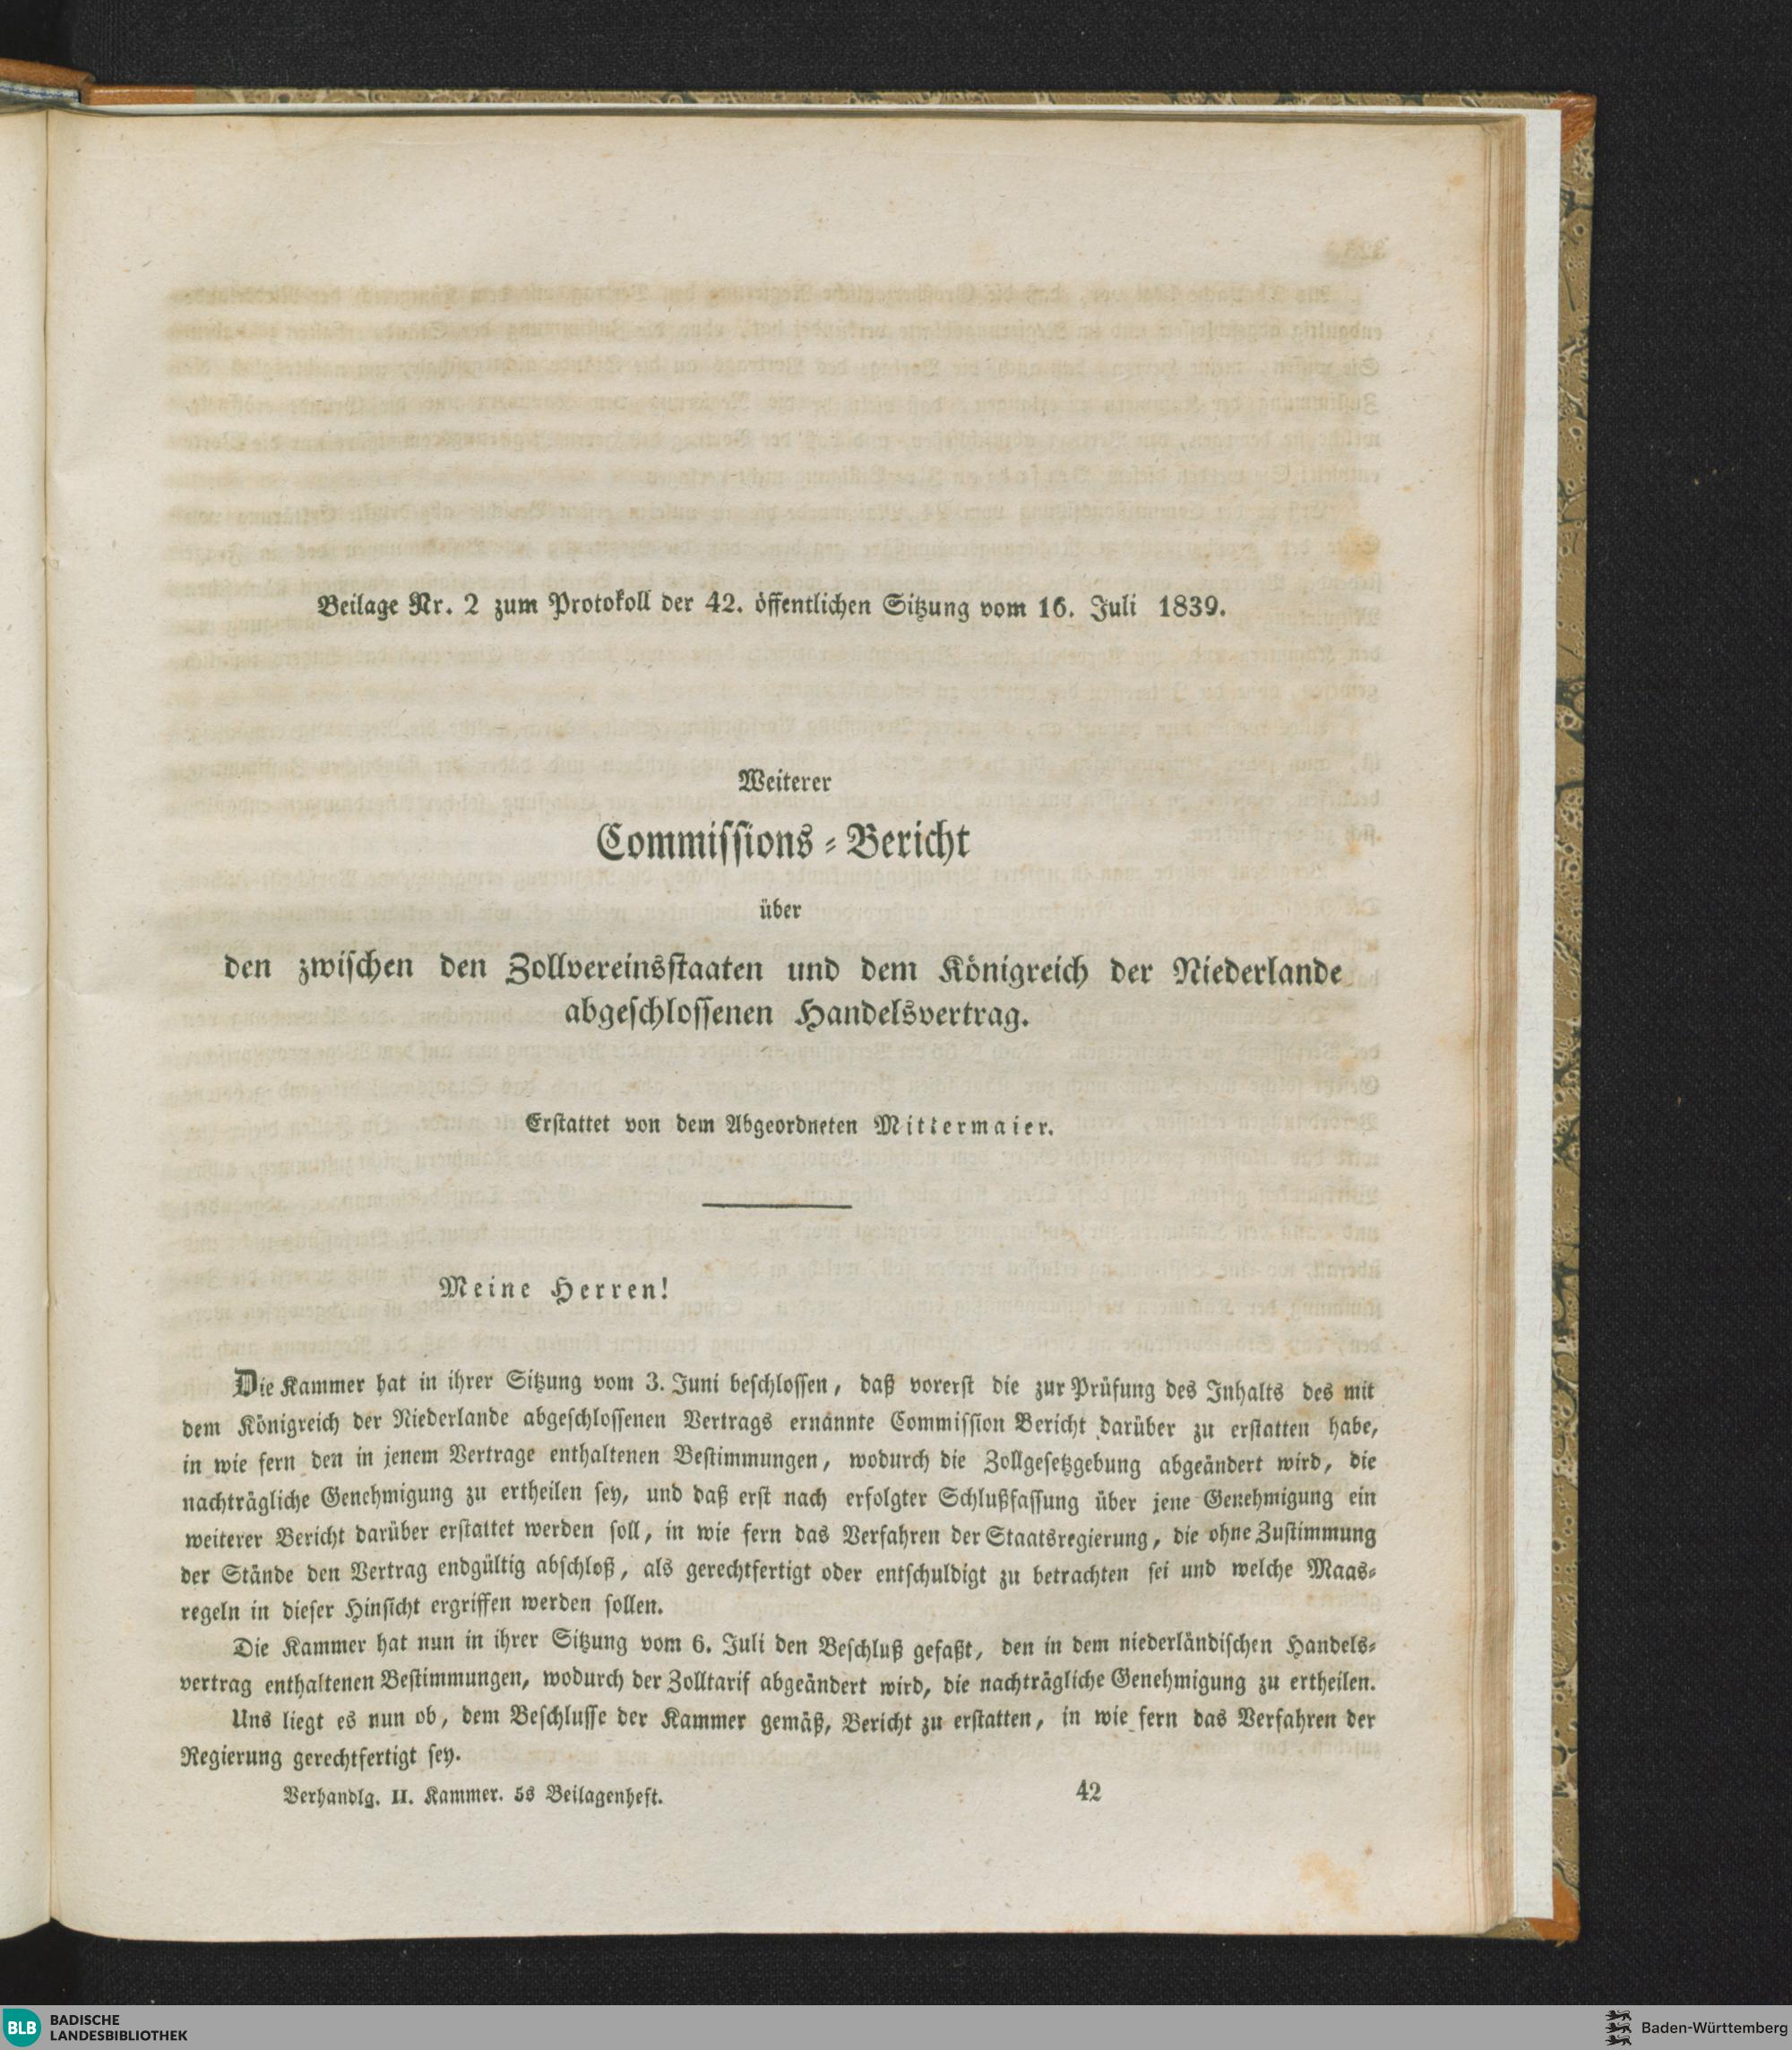 Beilage Nr. 2 zum Protokoll der 42. öffentlichen Sitzung vom 16. Juli 1839.
Weiterer
Commissions-Bericht
über
den zwischen den Zollvereinsstaaten und dem Königreich der Niederlande
abgeschlossenen Handelsvertrag.
Erstattet von dem Abgeordneten Mittermaier.
Meine Herren!
Die Kammer hat in ihrer Sitzung vom 3. Juni beschlossen, daß vorerst die zur Prüfung des Inhalts des mit
dem Königreich der Niederlande abgeschlossenen Vertrags ernannte Commission Bericht darüber zu erstatten habe,
in wie fern den in jenem Vertrage enthaltenen Bestimmungen, wodurch die Zollgesetzgebung abgeändert wird, die
nachträgliche Genehmigung zu ertheilen sey, und daß erst nach erfolgter Schlußfassung über jene Genehmigung ein
weiterer Bericht darüber erstattet werden soll, in wie fern das Verfahren der Staatsregierung, die ohne Zustimmung
der Stände den Vertrag endgültig abschloß, als gerechtfertigt oder entschuldigt zu betrachten sei und welche Maas-
regeln in dieser Hinsicht ergriffen werden sollen.
Die Kammer hat nun in ihrer Sitzung vom 6. Juli den Beschluß gefaßt, den in dem niederländischen Handels-
vertrag enthaltenen Bestimmungen, wodurch der Zolltarif abgeändert wird, die nachträgliche Genehmigung zu ertheilen.
Uns liegt es nun ob, dem Beschlusse der Kammer gemäß, Bericht zu erstatten, in wie fern das Verfahren der
Regierung gerechtfertigt sey.
Verhandlg. II. Kammer. 5s Beilagenheft. 42
BLB BADISCHE
LANDESBIBLIOTHEK
Baden-Württemberg